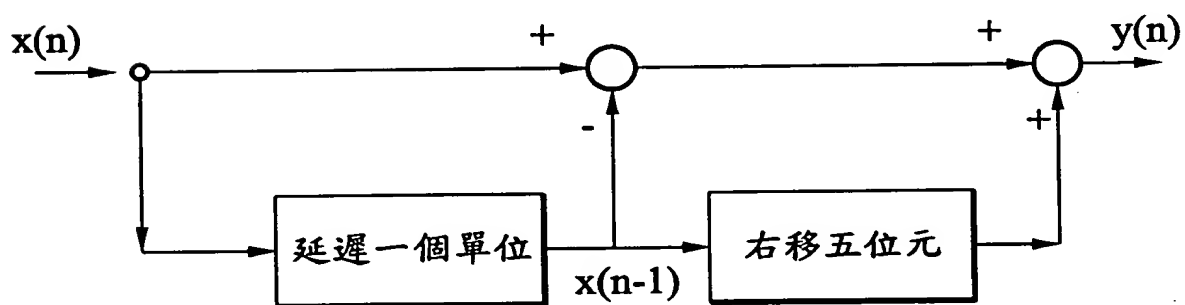 x(n)
+
+
y(n)
-
+
延遲一個單位
右移五位元
x(n-1)